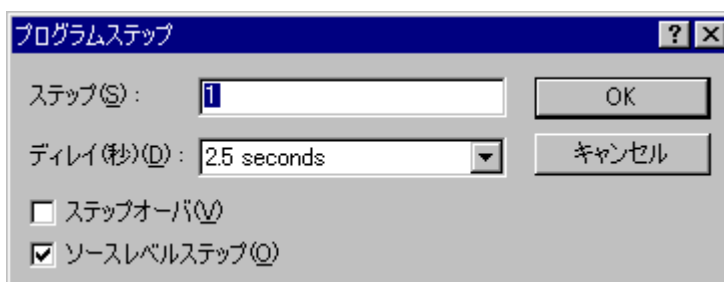 プログラムステップ
ステップ(S) : 1 OK
ディレイ(秒)(D) : 2.5 seconds キャンセル
ステップオーバ(V)
ソースレベルステップ(O)